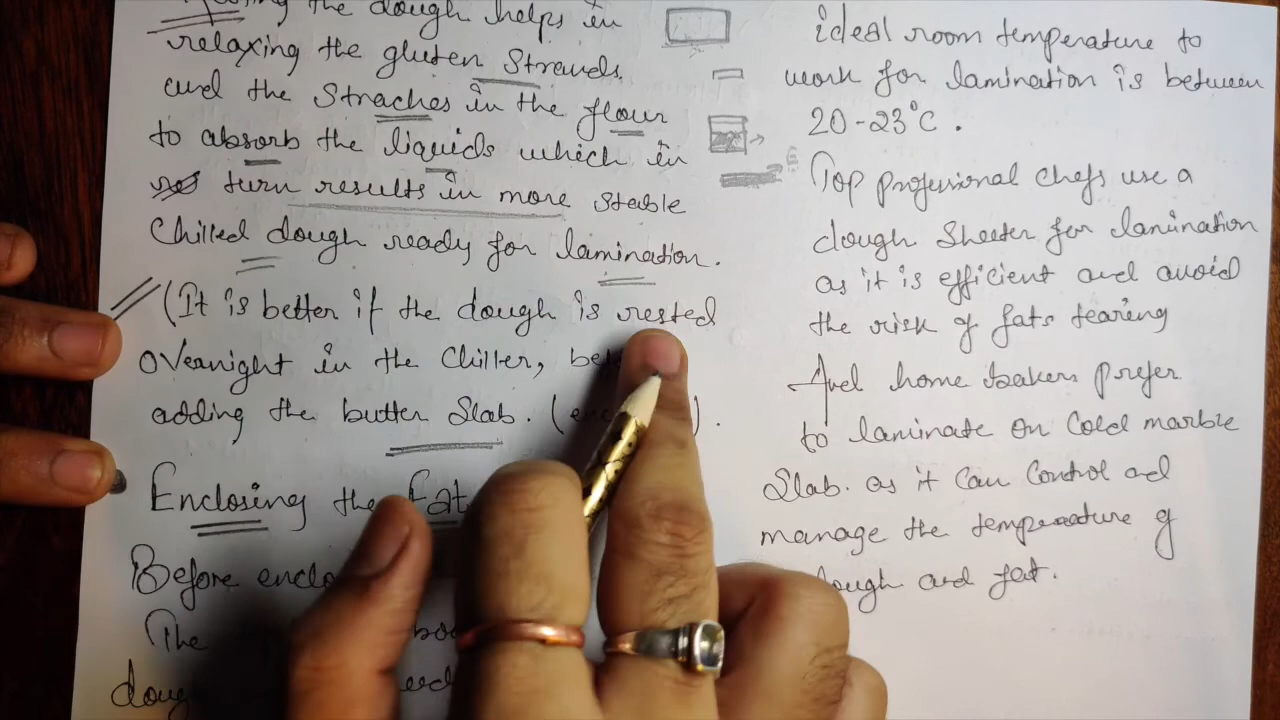 the dough helps in
relaxing the gluten Strands.
and the Straches in the flour
to absorb the liquids which in
turn results in more stable
Chilled dough ready for lamination.
(It is better if the dough is rested
overnight in the Chiller,
adding the butter Slab. ( ).
Enclosing the Fat
Before
The
ideal room temperature to
work for lamination is between
20-23°C.
Top professional Chefs use a
dough Sheeter for lamination
as it is efficient and avoid
the risk of fats tearing
And home bakers prefer
to laminate on Cold marble
Slab. as it Can Control and
manage the temperature of
dough and fat.